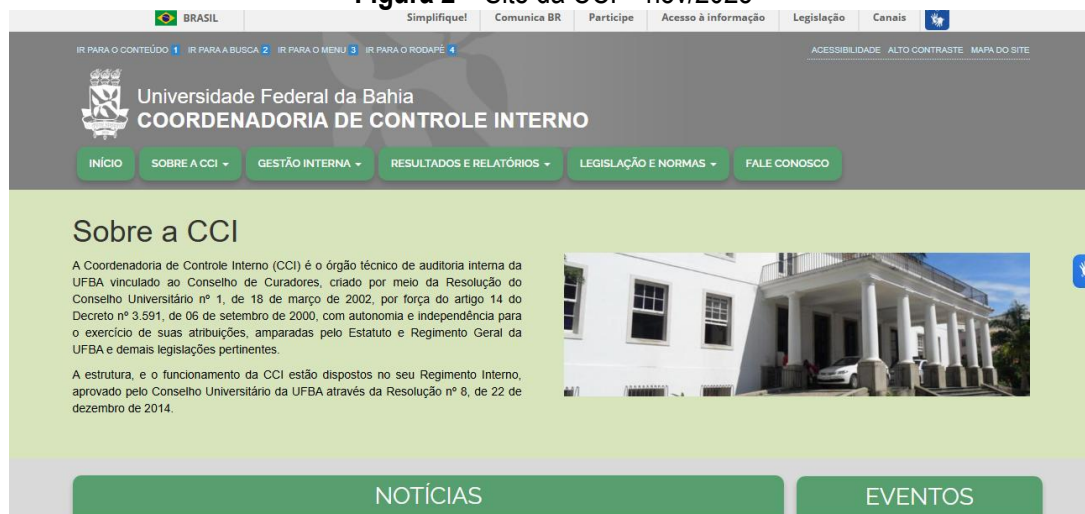 Figura 2 – Site da CCI – nov/2025
BRASIL Simplifique! Comunica BR Participe Acesso à informação Legislação Canais
IR PARA O CONTEÚDO 1 IR PARA A BUSCA 2 IR PARA O MENU 3 IR PARA O RODAPÉ 4 ACESSIBILIDADE ALTO CONTRASTE MAPA DO SITE
Universidade Federal da Bahia
COORDENADORIA DE CONTROLE INTERNO
INÍCIO SOBRE A CCI GESTÃO INTERNA RESULTADOS E RELATÓRIOS LEGISLAÇÃO E NORMAS FALE CONOSCO
Sobre a CCI
A Coordenadoria de Controle Interno (CCI) é o órgão técnico de auditoria interna da
UFBA vinculado ao Conselho de Curadores, criado por meio da Resolução do
Conselho Universitário nº 1, de 18 de março de 2002, por força do artigo 14 do
Decreto nº 3.591, de 06 de setembro de 2000, com autonomia e independência para
o exercício de suas atribuições, amparadas pelo Estatuto e Regimento Geral da
UFBA e demais legislações pertinentes.
A estrutura, e o funcionamento da CCI estão dispostos no seu Regimento Interno,
aprovado pelo Conselho Universitário da UFBA através da Resolução nº 8, de 22 de
dezembro de 2014.
NOTÍCIAS EVENTOS